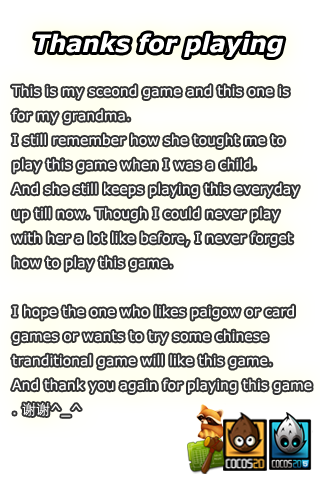 Thanks for playing
This is my sceond game and this one is
for my grandma.
I still remember how she tought me to
play this game when I was a child.
And she still keeps playing this everyday
up till now. Though I could never play
with her a lot like before, I never forget
how to play this game.
I hope the one who likes paigow or card
games or wants to try some chinese
tranditional game will like this game.
And thank you again for playing this game
. 谢谢^_^
COCOS2D COCOS2D